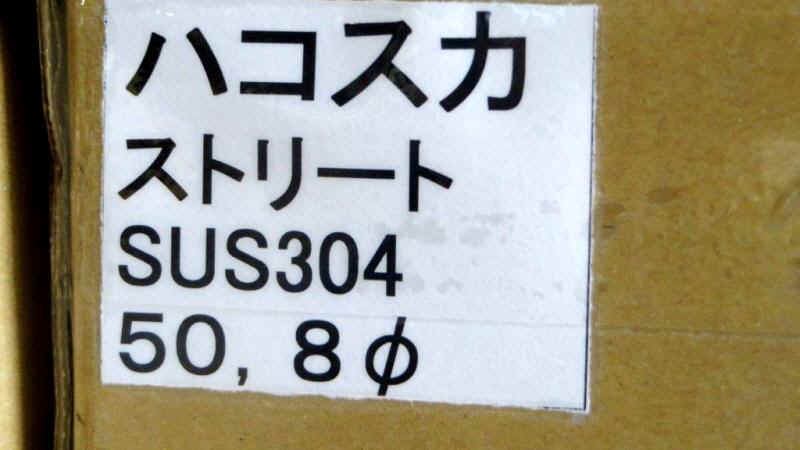 ハコスカ
ストリート
SUS304
50, 8φ